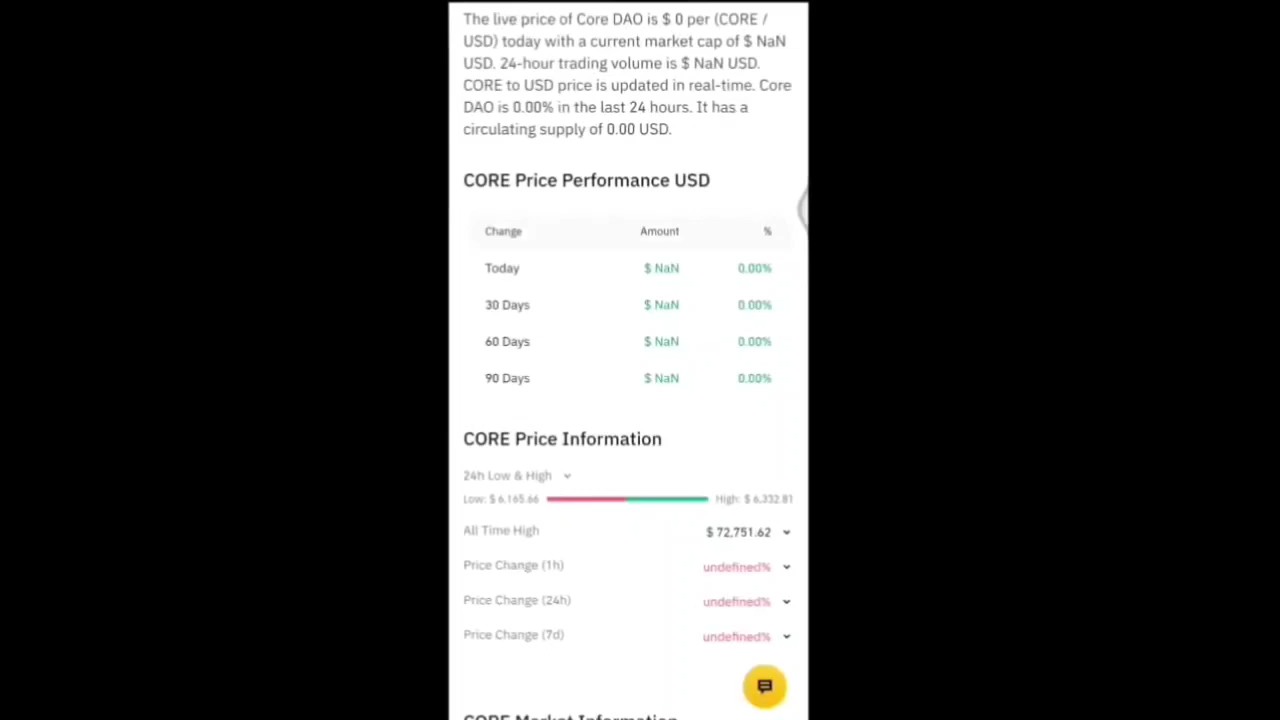 The live price of Core DAO is $ 0 per (CORE /
USD) today with a current market cap of $ NaN
USD. 24-hour trading volume is $ NaN USD.
CORE to USD price is updated in real-time. Core
DAO is 0.00% in the last 24 hours. It has a
circulating supply of 0.00 USD.
CORE Price Performance USD
Change Amount %
Today $ NaN 0.00%
30 Days $ NaN 0.00%
60 Days $ NaN 0.00%
90 Days $ NaN 0.00%
CORE Price Information
24h Low & High
Low: $ 6,165.66 High: $ 6,332.81
All Time High $ 72,751.62
Price Change (1h) undefined%
Price Change (24h) undefined%
Price Change (7d) undefined%
CORE Market Information